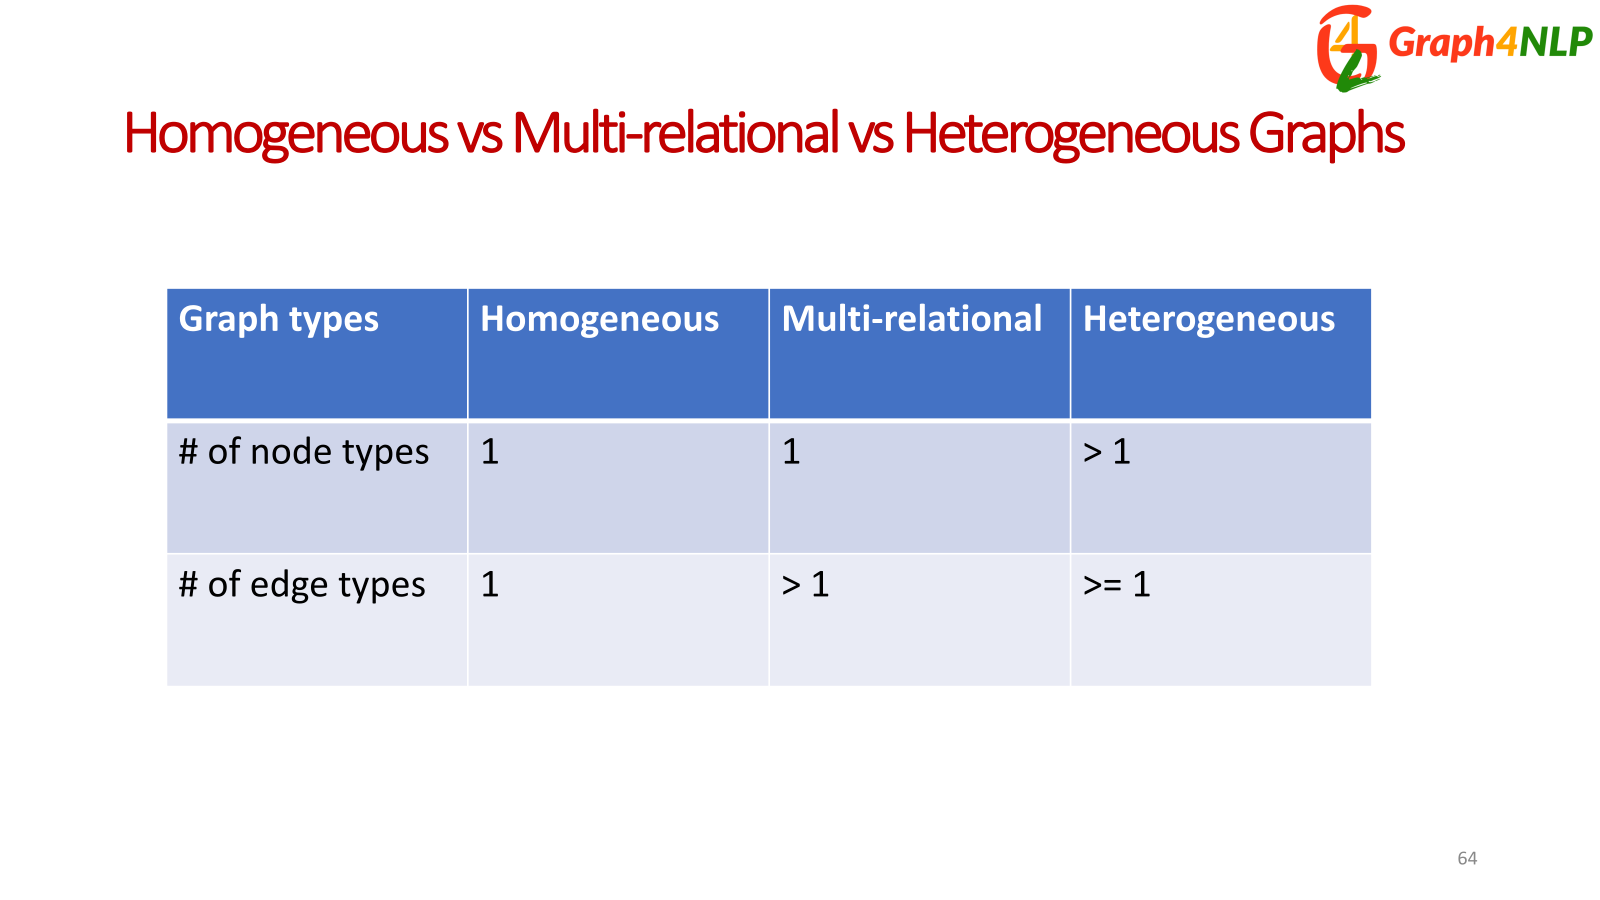 Graph4NLP
Homogeneous vs Multi-relational vs Heterogeneous Graphs
Graph types Homogeneous Multi-relational Heterogeneous
# of node types 1 1 > 1
# of edge types 1 > 1 >= 1
64